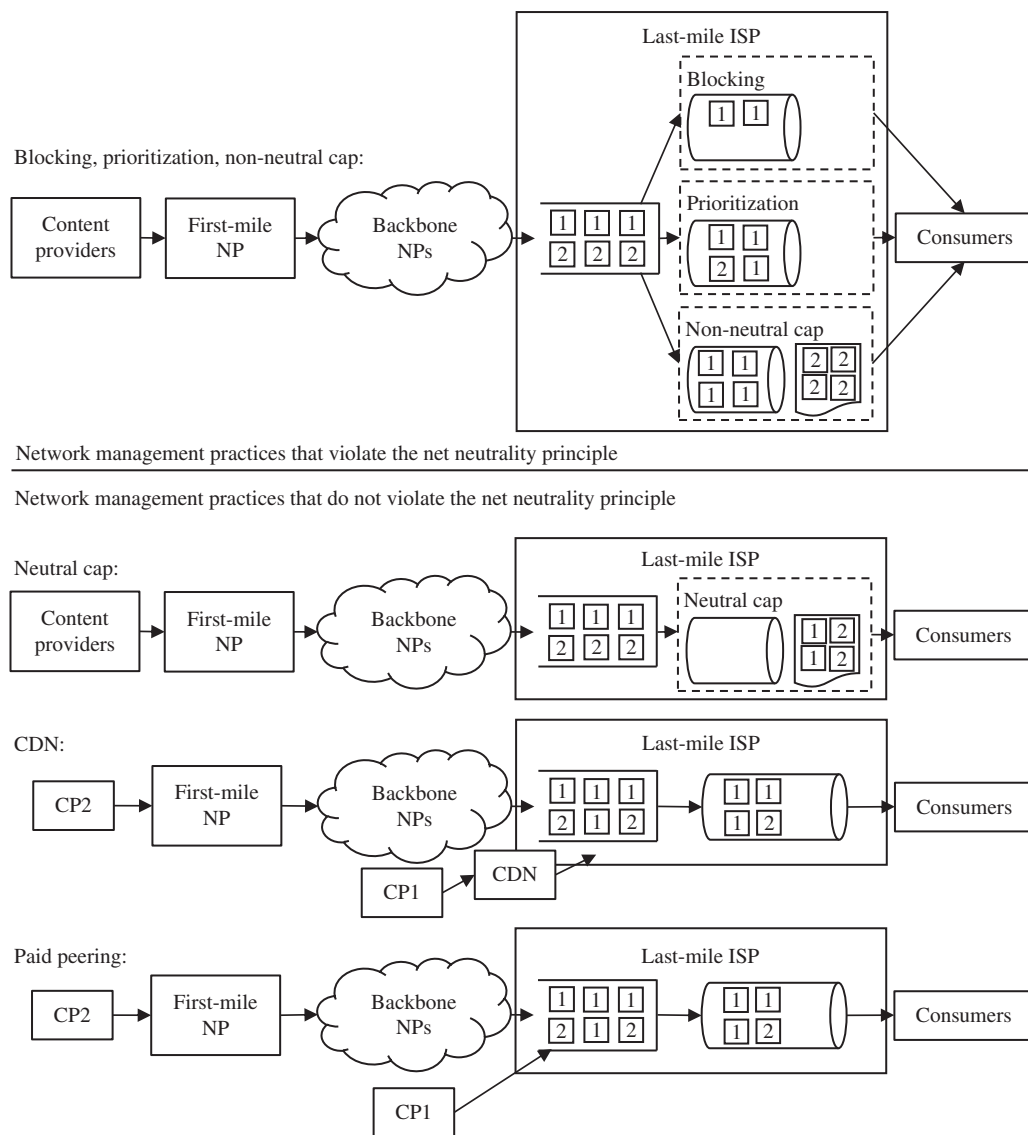 Last-mile ISP
Blocking
1 1
Blocking, prioritization, non-neutral cap:
Content
providers
First-mile
NP
Backbone
NPs
1 1 1
2 2 2
Prioritization
1 1
2 1
Consumers
Non-neutral cap
1 1
1 1
2 2
2 2
Network management practices that violate the net neutrality principle
Network management practices that do not violate the net neutrality principle
Neutral cap:
Last-mile ISP
Content
providers
First-mile
NP
Backbone
NPs
1 1 1
2 2 2
Neutral cap
1 2
1 2
Consumers
CDN:
Last-mile ISP
CP2
First-mile
NP
Backbone
NPs
1 1 1
2 1 2
1 1
1 2
Consumers
CP1
CDN
Paid peering:
Last-mile ISP
CP2
First-mile
NP
Backbone
NPs
1 1 1
2 1 2
1 1
1 2
Consumers
CP1